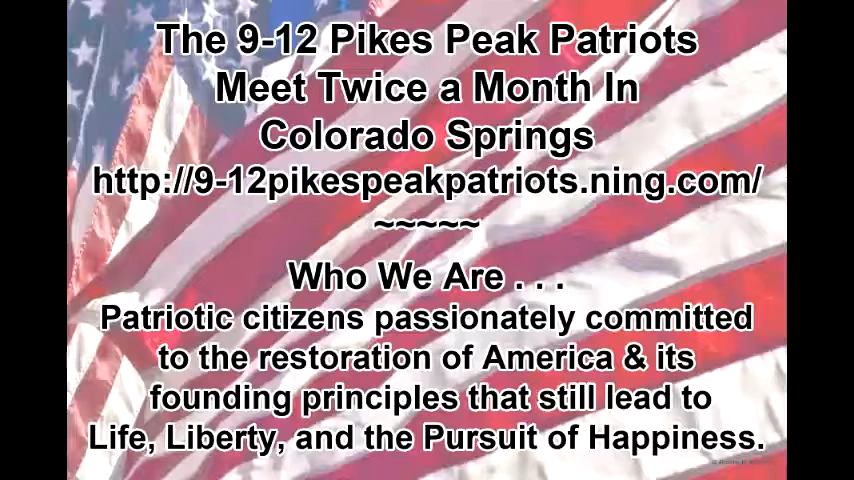 The 9-12 Pikes Peak Patriots
Meet Twice a Month In
Colorado Springs
http://9-12pikespeakpatriots.ning.com/
~~~~~
Who We Are . . .
Patriotic citizens passionately committed
to the restoration of America & its
founding principles that still lead to
Life, Liberty, and the Pursuit of Happiness.